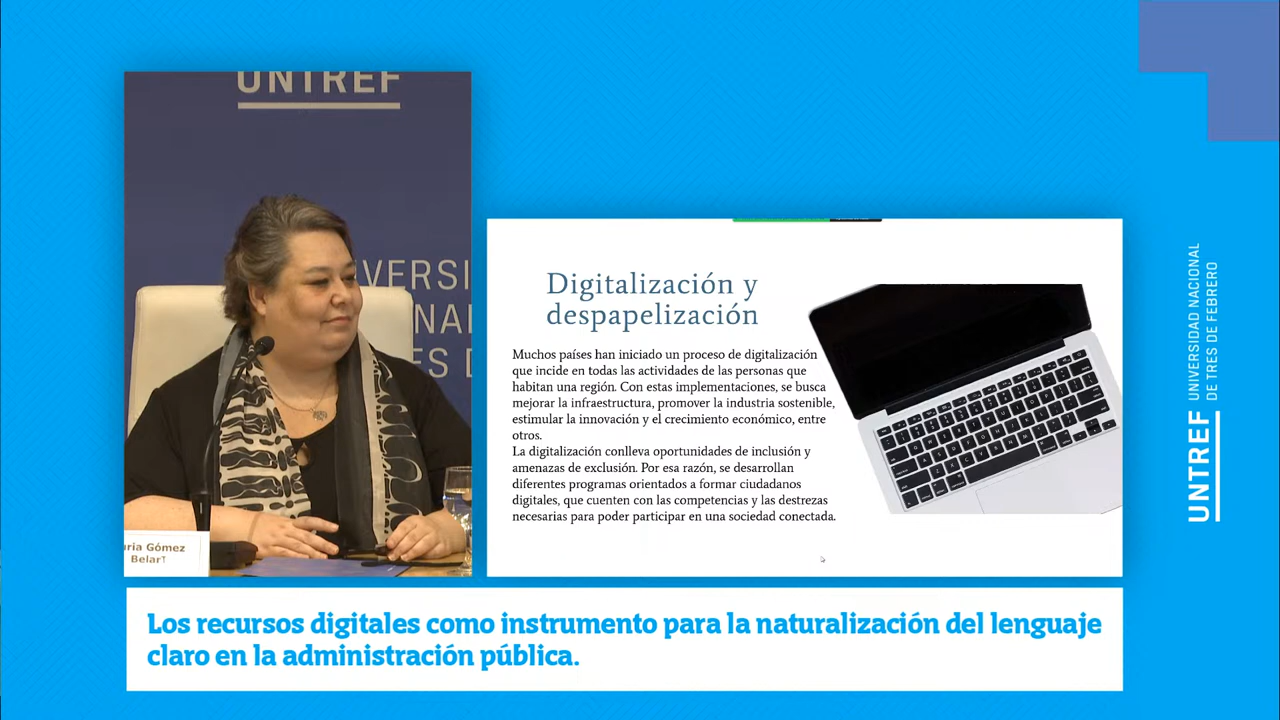 UNTREF
VERSI
NAL
ES D
uria Gómez
Belart
Digitalización y
despapelización
Muchos países han iniciado un proceso de digitalización
que incide en todas las actividades de las personas que
habitan una región. Con estas implementaciones, se busca
mejorar la infraestructura, promover la industria sostenible,
estimular la innovación y el crecimiento económico, entre
otros.
La digitalización conlleva oportunidades de inclusión y
amenazas de exclusión. Por esa razón, se desarrollan
diferentes programas orientados a formar ciudadanos
digitales, que cuenten con las competencias y las destrezas
necesarias para poder participar en una sociedad conectada.
Los recursos digitales como instrumento para la naturalización del lenguaje
claro en la administración pública.
UNTREF
UNIVERSIDAD NACIONAL
DE TRES DE FEBRERO